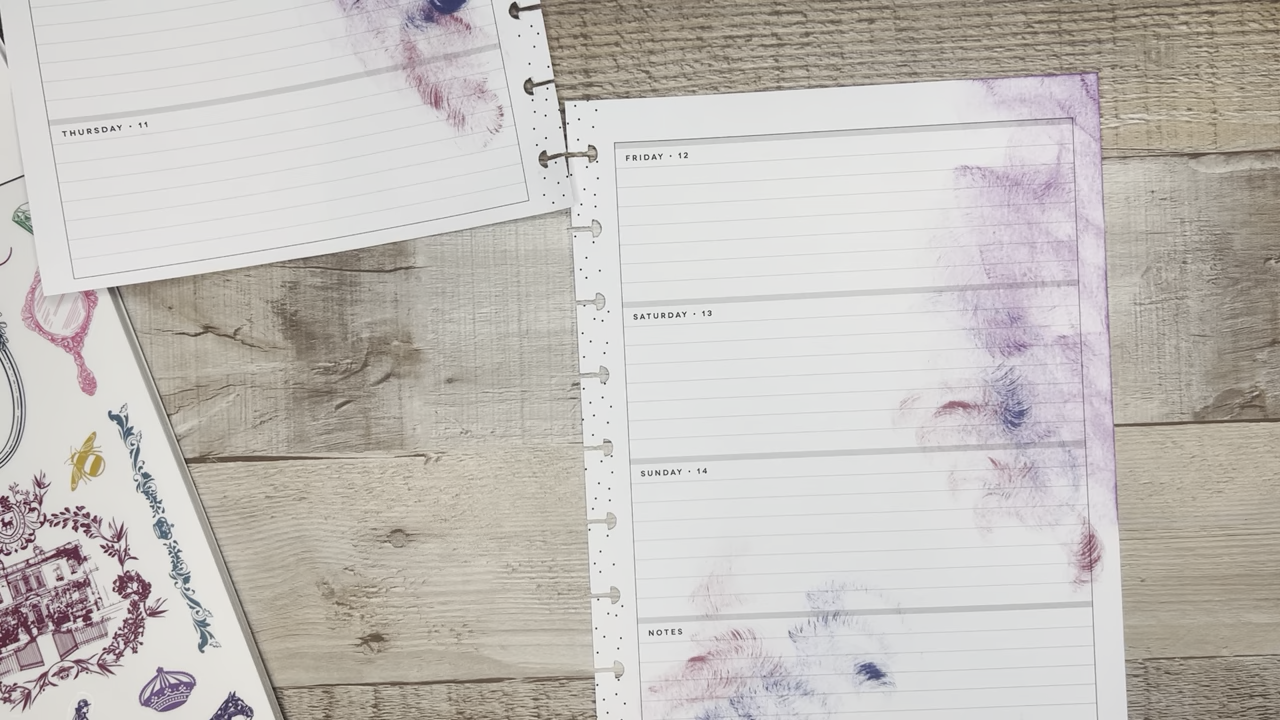 THURSDAY · 11
FRIDAY · 12
SATURDAY · 13
SUNDAY · 14
NOTES